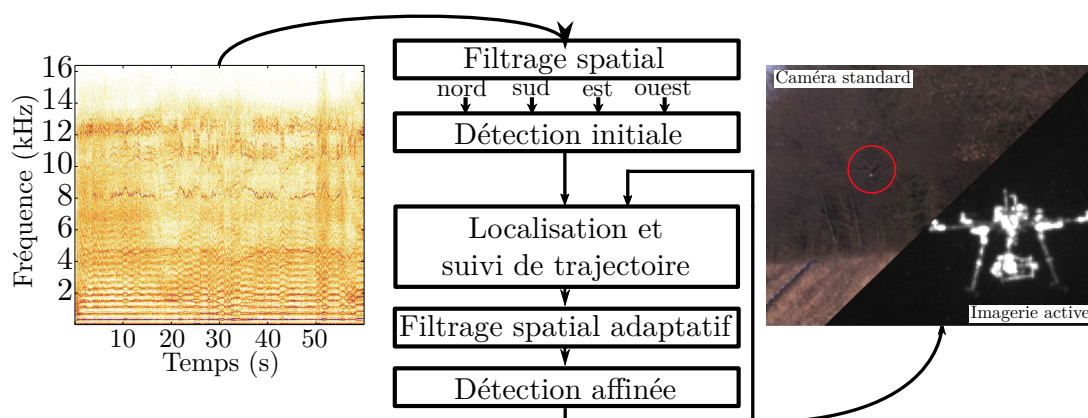 16
14
12
10
8
6
4
2
Fréquence (kHz)
10 20 30 40 50
Temps (s)
Filtrage spatial
nord sud est ouest
Détection initiale
Localisation et
suivi de trajectoire
Filtrage spatial adaptatif
Détection affinée
Caméra standard
Imagerie active